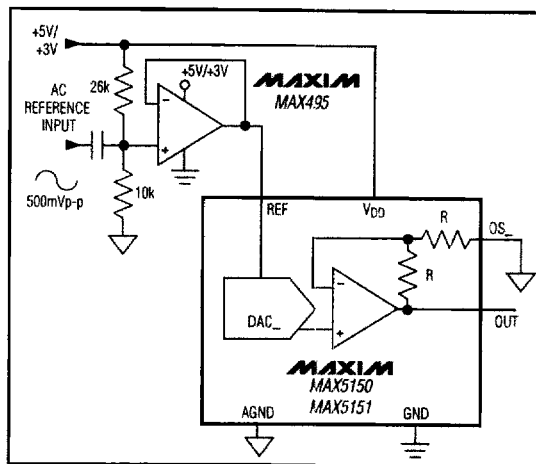 +5V/
+3V
26k
+5V/+3V
MAXIM
MAX495
AC
REFERENCE
INPUT
−
+
500mVp-p
10k
REF
VDD
R
OS_
−
R
DAC_
+
OUT
MAXIM
MAX5150
MAX5151
AGND
GND